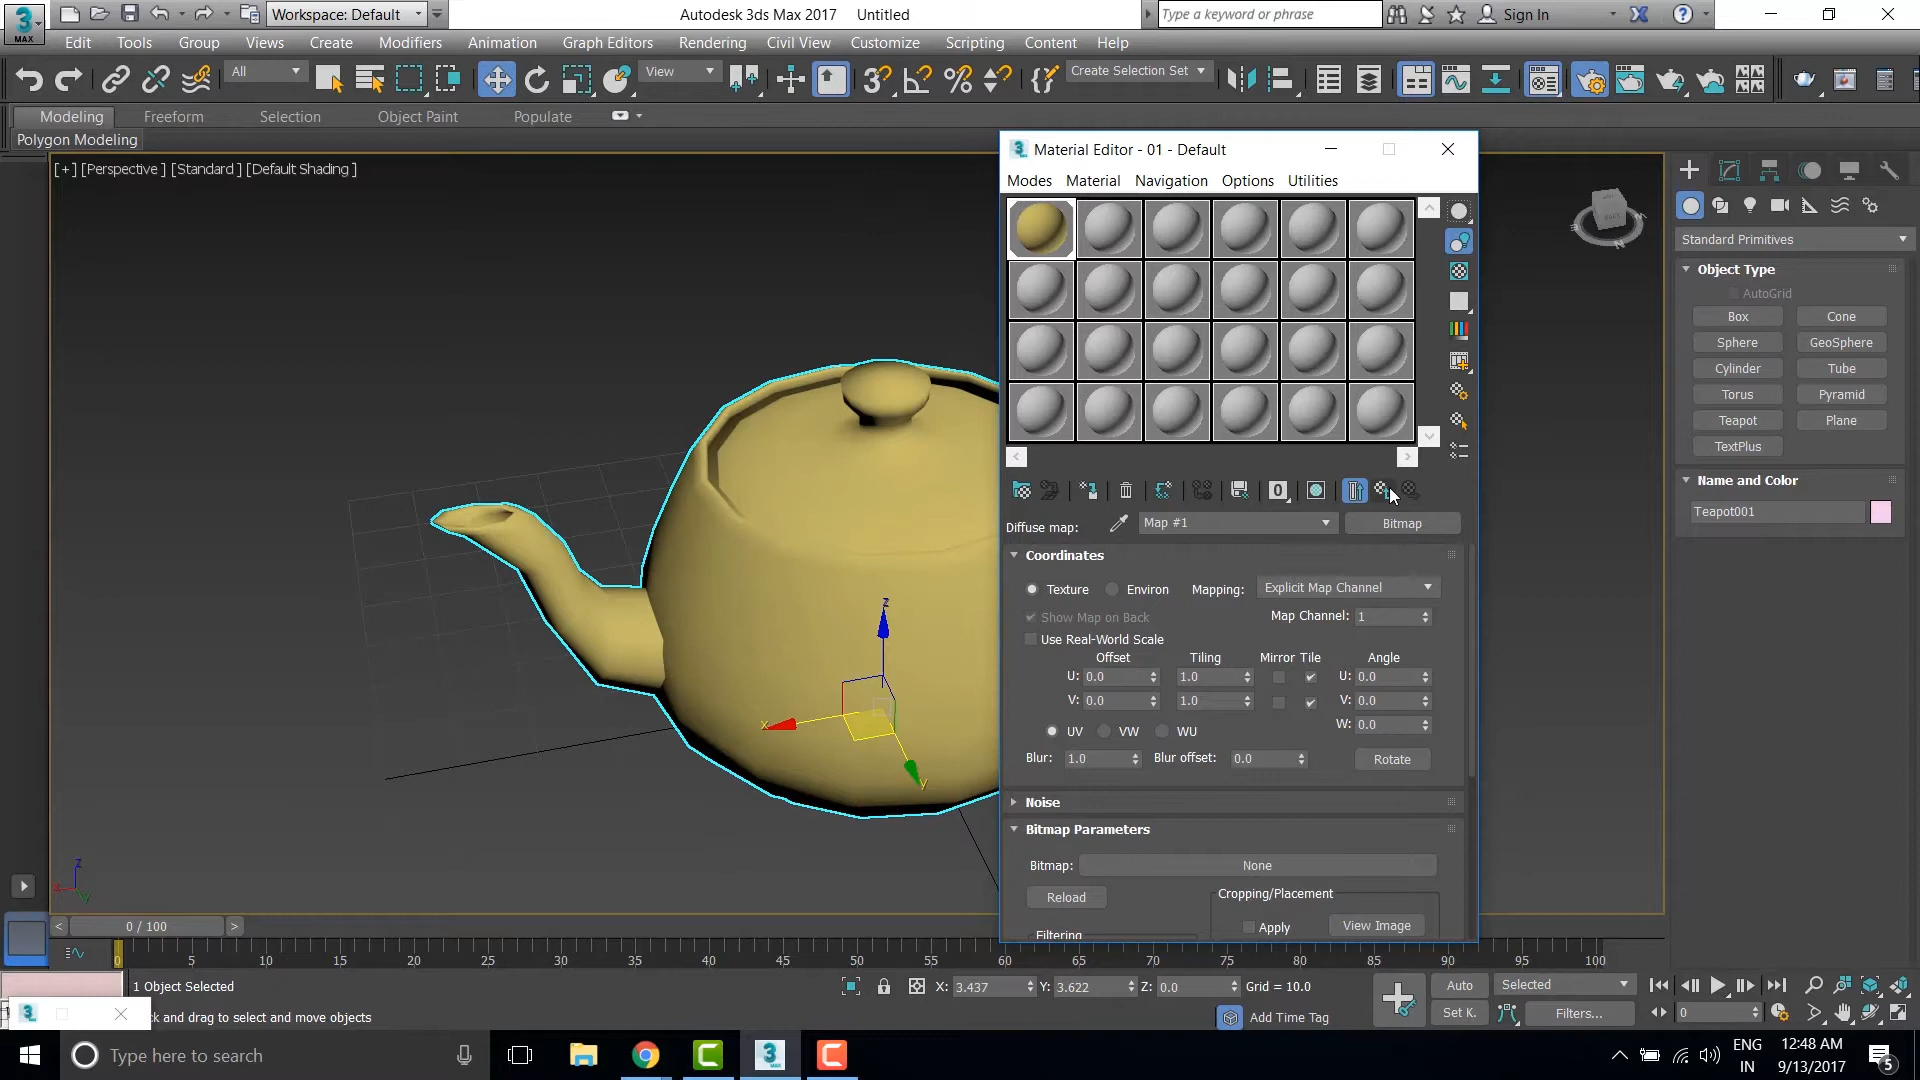 Workspace: Default
Autodesk 3ds Max 2017 Untitled
Type a keyword or phrase
Sign In
MAX
Edit Tools Group Views Create Modifiers Animation Graph Editors Rendering Civil View Customize Scripting Content Help
All
View
Create Selection Set
Modeling Freeform Selection Object Paint Populate
Polygon Modeling
[+] [Perspective ] [Standard ] [Default Shading ]
Material Editor - 01 - Default
Modes Material Navigation Options Utilities
0
Diffuse map: Map #1 Bitmap
Coordinates
Texture Environ Mapping: Explicit Map Channel
Show Map on Back Map Channel: 1
Use Real-World Scale
Offset Tiling Mirror Tile Angle
U: 0.0 1.0 U: 0.0
V: 0.0 1.0 V: 0.0
W: 0.0
UV VW WU
Blur: 1.0 Blur offset: 0.0 Rotate
Noise
Bitmap Parameters
Bitmap: None
Reload
Cropping/Placement
Apply View Image
Filtering
Standard Primitives
Object Type
AutoGrid
Box Cone
Sphere GeoSphere
Cylinder Tube
Torus Pyramid
Teapot Plane
TextPlus
Name and Color
Teapot001
z
x
y
z
< 0 / 100 >
0 5 10 15 20 25 30 35 40 45 50 55 60 65 70 75 80 85 90 95 100
1 Object Selected
X: 3.437 Y: 3.622 Z: 0.0 Grid = 10.0
Auto Selected
ck and drag to select and move objects
Add Time Tag
Set K. Filters...
0
Type here to search
ENG
IN
12:48 AM
9/13/2017
5